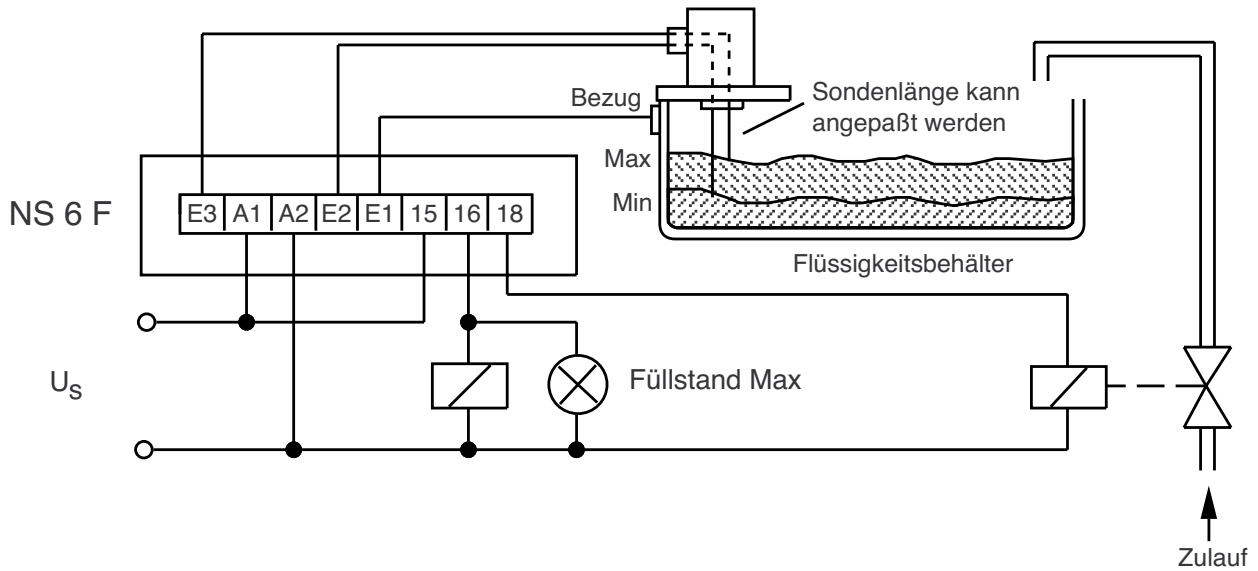 Bezug
Sondenlänge kann
angepaßt werden
Max
Min
NS 6 F
E3 A1 A2 E2 E1 15 16 18
Flüssigkeitsbehälter
Us
Füllstand Max
Zulauf